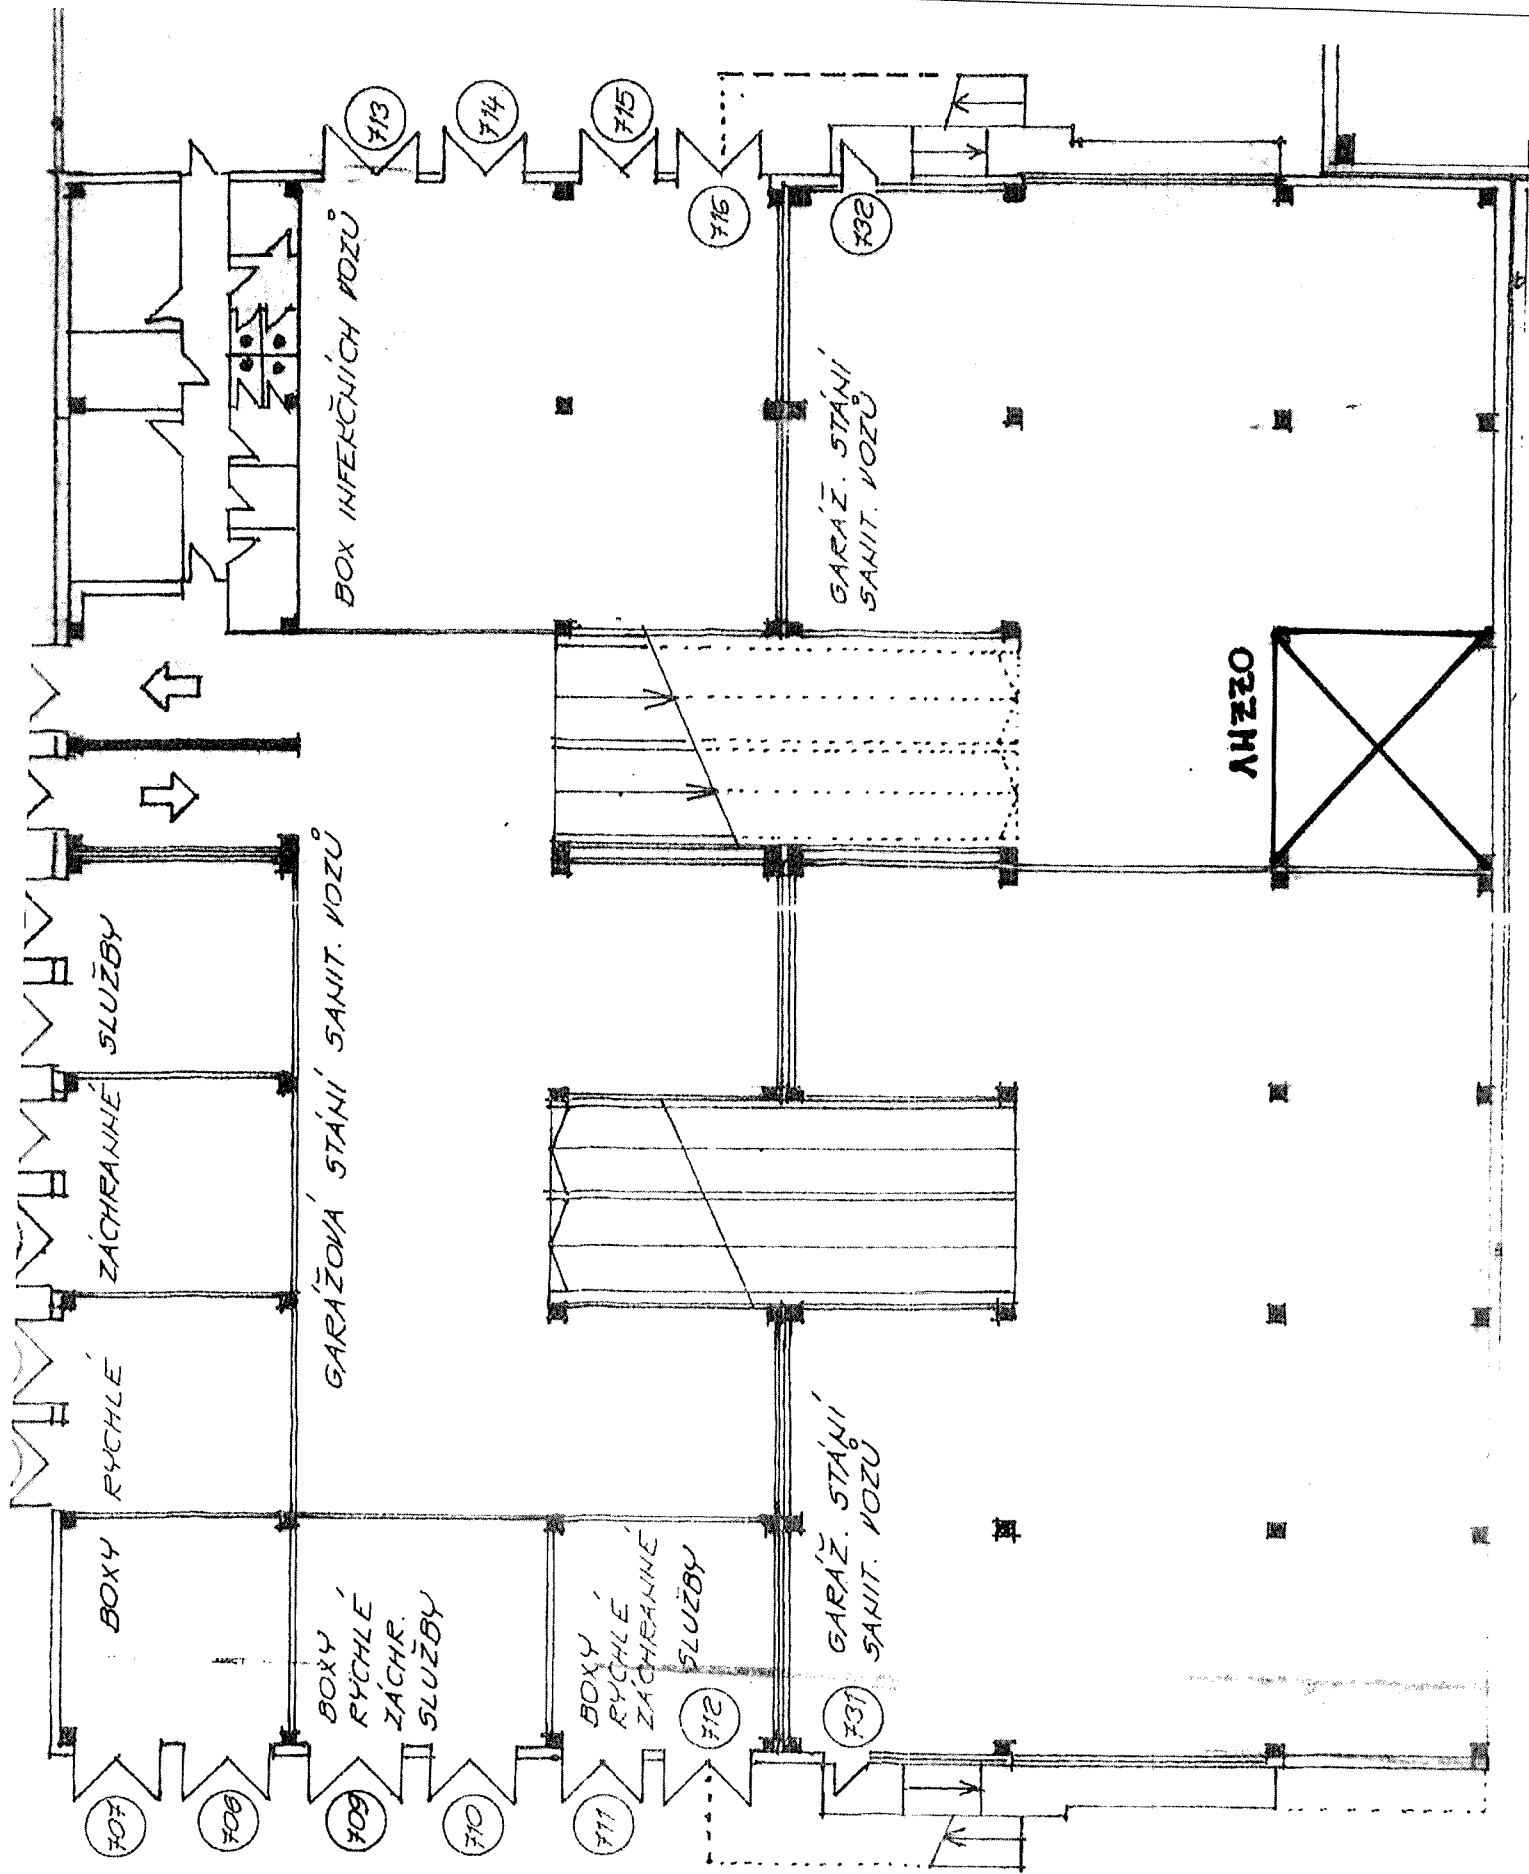 713
714
715
716
732
BOX INFEKČNÍCH VOZŮ
GARÁŽ. STÁNÍ
SANIT. VOZŮ
OZZHY
GARÁŽOVÁ STÁNÍ SANIT. VOZŮ
BOXY RYCHLÉ ZÁCHRANNÉ SLUŽBY
BOXY
RYCHLÉ
ZÁCHR.
SLUŽBY
BOXY
RYCHLÉ
ZÁCHRANNÉ
SLUŽBY
GARÁŽ. STÁNÍ
SANIT. VOZŮ
707
708
709
710
711
712
731